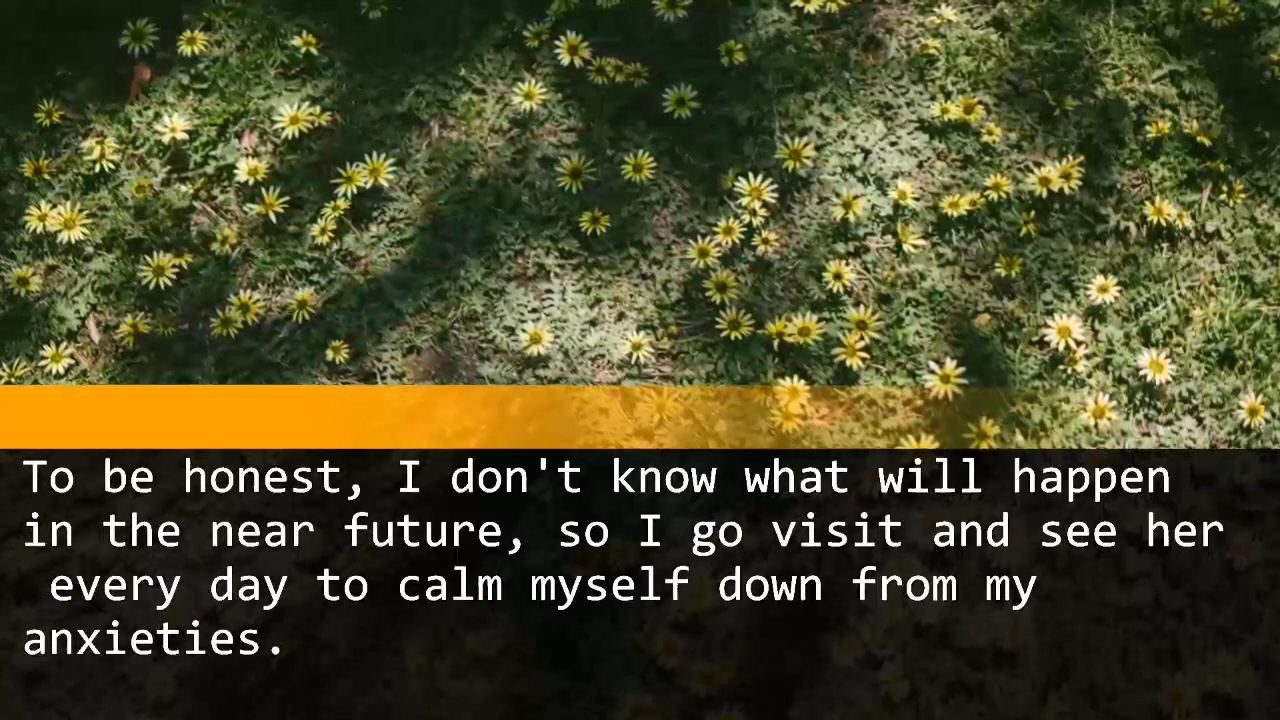 To be honest, I don't know what will happen
in the near future, so I go visit and see her
every day to calm myself down from my
anxieties.